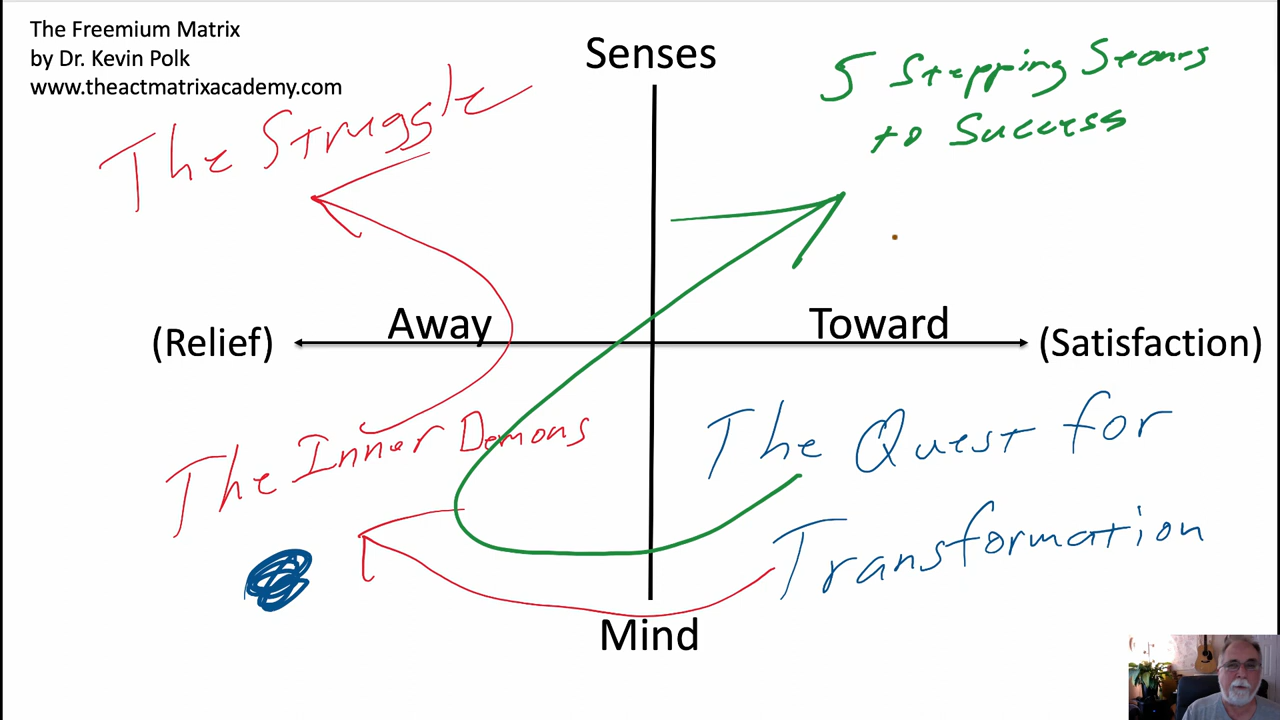 The Freemium Matrix
by Dr. Kevin Polk
www.theactmatrixacademy.com
Senses
5 Stepping Stones
to Success
The Struggle
Away
Toward
(Relief)
(Satisfaction)
The Inner Demons
The Quest for
Transformation
Mind